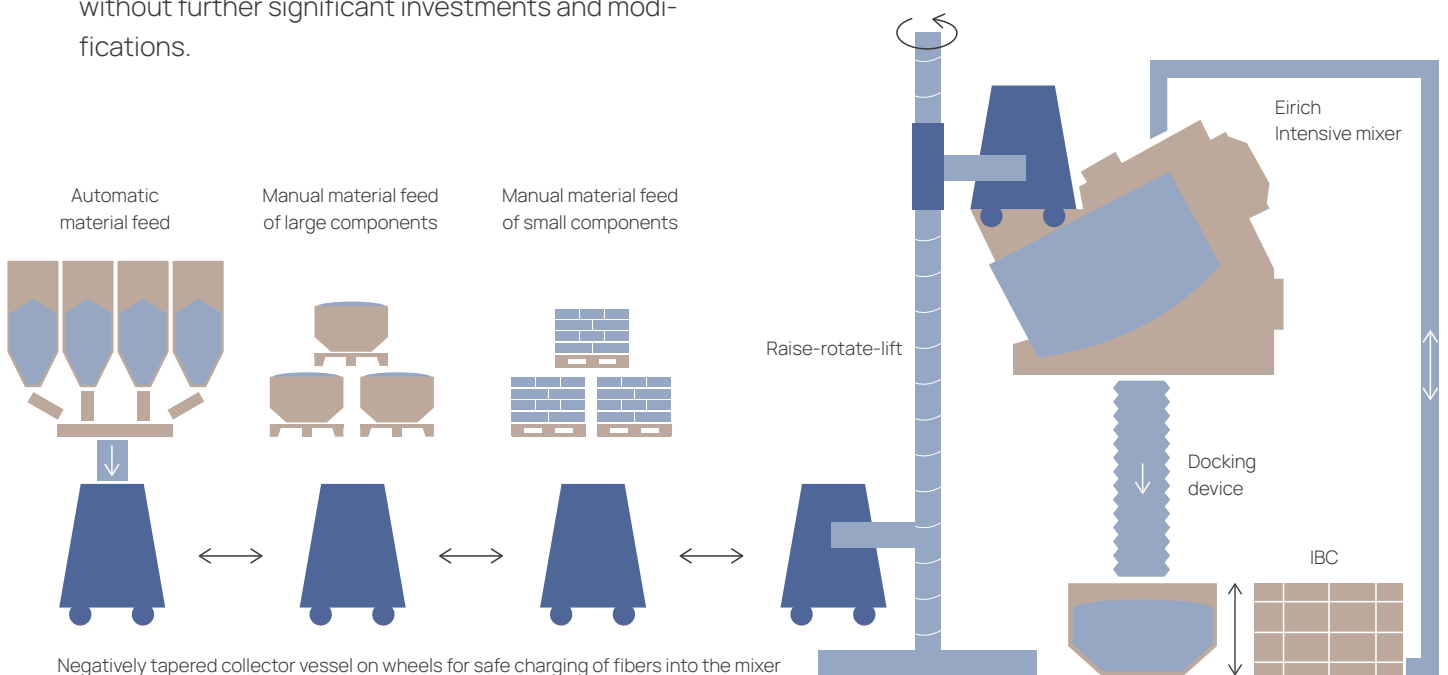 without further significant investments and modi-
fications.
Eirich
Intensive mixer
Automatic
material feed
Manual material feed
of large components
Manual material feed
of small components
Raise-rotate-lift
Docking
device
IBC
Negatively tapered collector vessel on wheels for safe charging of fibers into the mixer